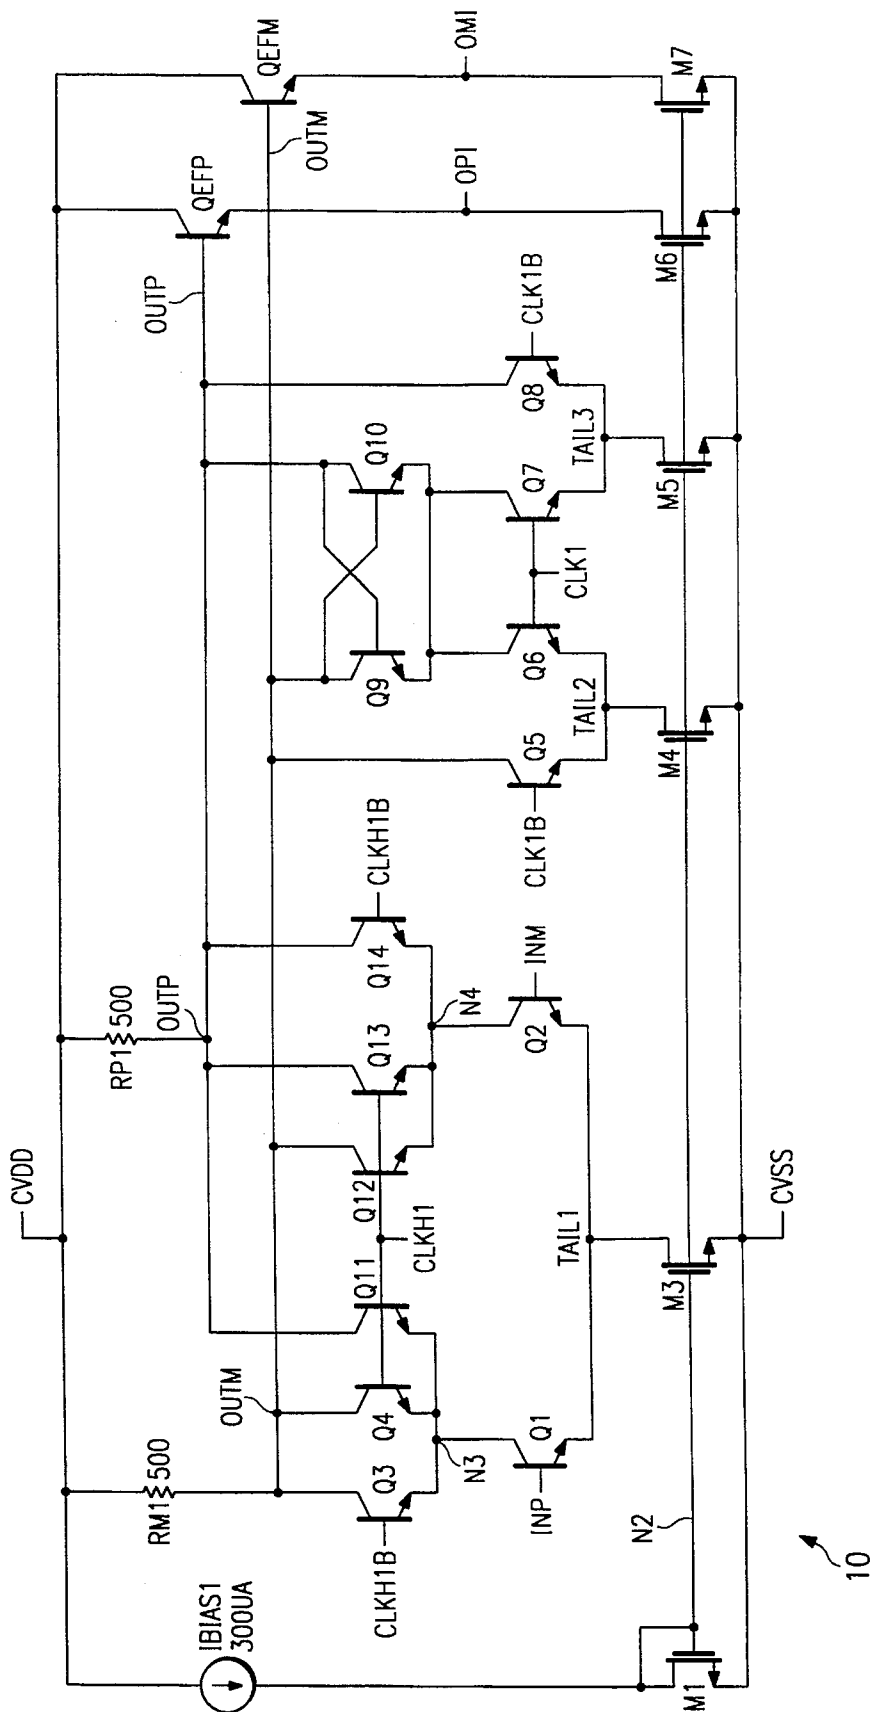 CVDD
IBIAS1
300UA
RM1 500
RP1 500
OUTP
OUTP
QEFP
QEFM
OUTM
OUTM
CLKH1B
Q3
Q4
Q11
CLKH1
Q12
Q13
Q14
CLKH1B
Q9
Q10
OPI
OMI
N3
N4
INP
Q1
Q2
INM
CLK1B
Q5
Q6
CLK1
Q7
Q8
CLK1B
TAIL1
TAIL2
TAIL3
N2
M1
M3
M4
M5
M6
M7
CVSS
10